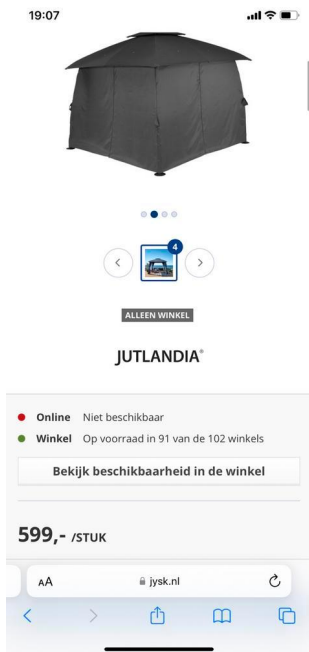 19:07
4
ALLEEN WINKEL
JUTLANDIA®
Online Niet beschikbaar
Winkel Op voorraad in 91 van de 102 winkels
Bekijk beschikbaarheid in de winkel
599,- /STUK
AA jysk.nl